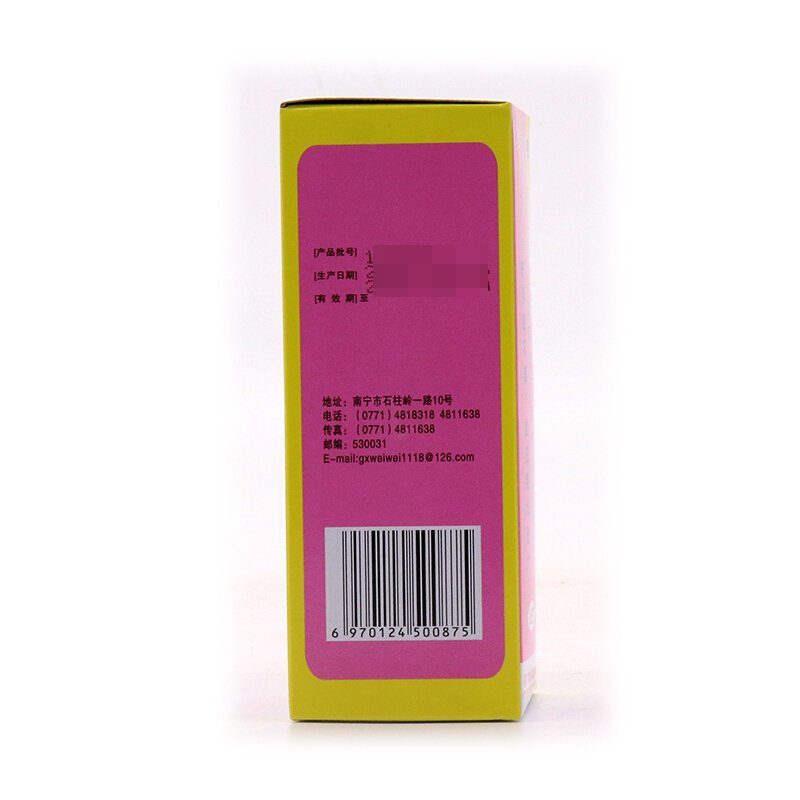 [产品批号]
[生产日期]
[有 效 期] 至
地址：南宁市石柱岭一路10号
电话：(0771) 4818318 4811638
传真：(0771) 4811638
邮编：530031
E-mail:gxweiwei1118@126.com
6 970124 500875